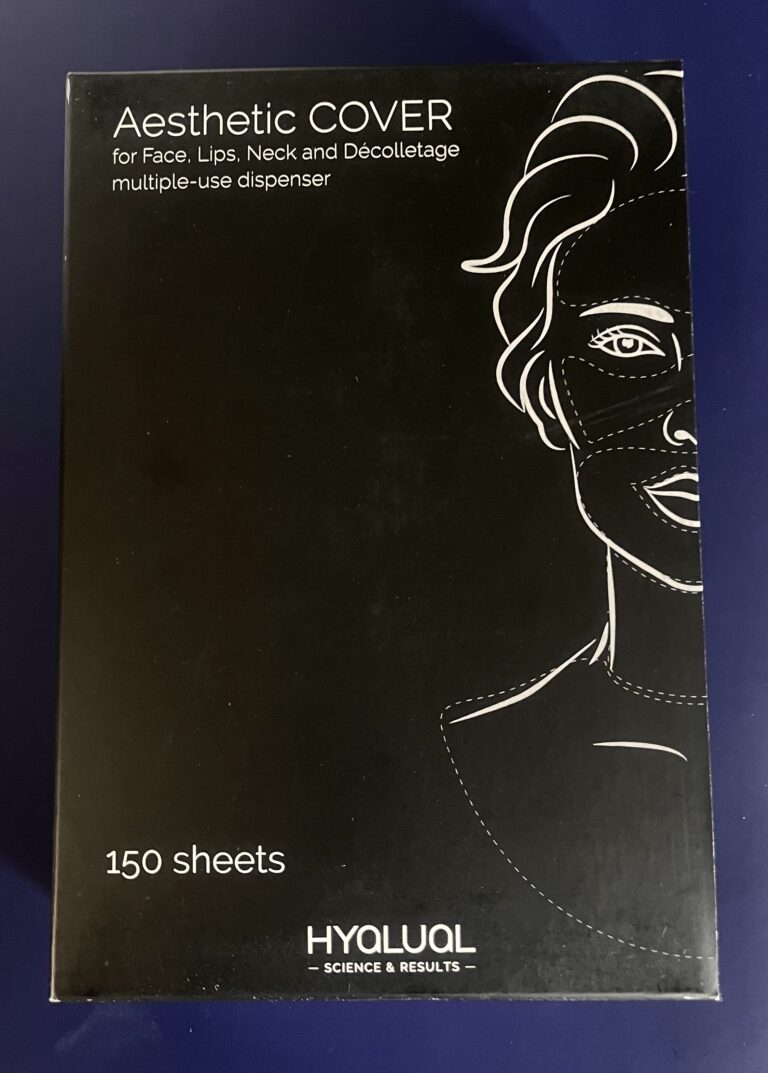 Aesthetic COVER
for Face, Lips, Neck and Décolletage
multiple-use dispenser
150 sheets
HYALUAL
– SCIENCE & RESULTS –